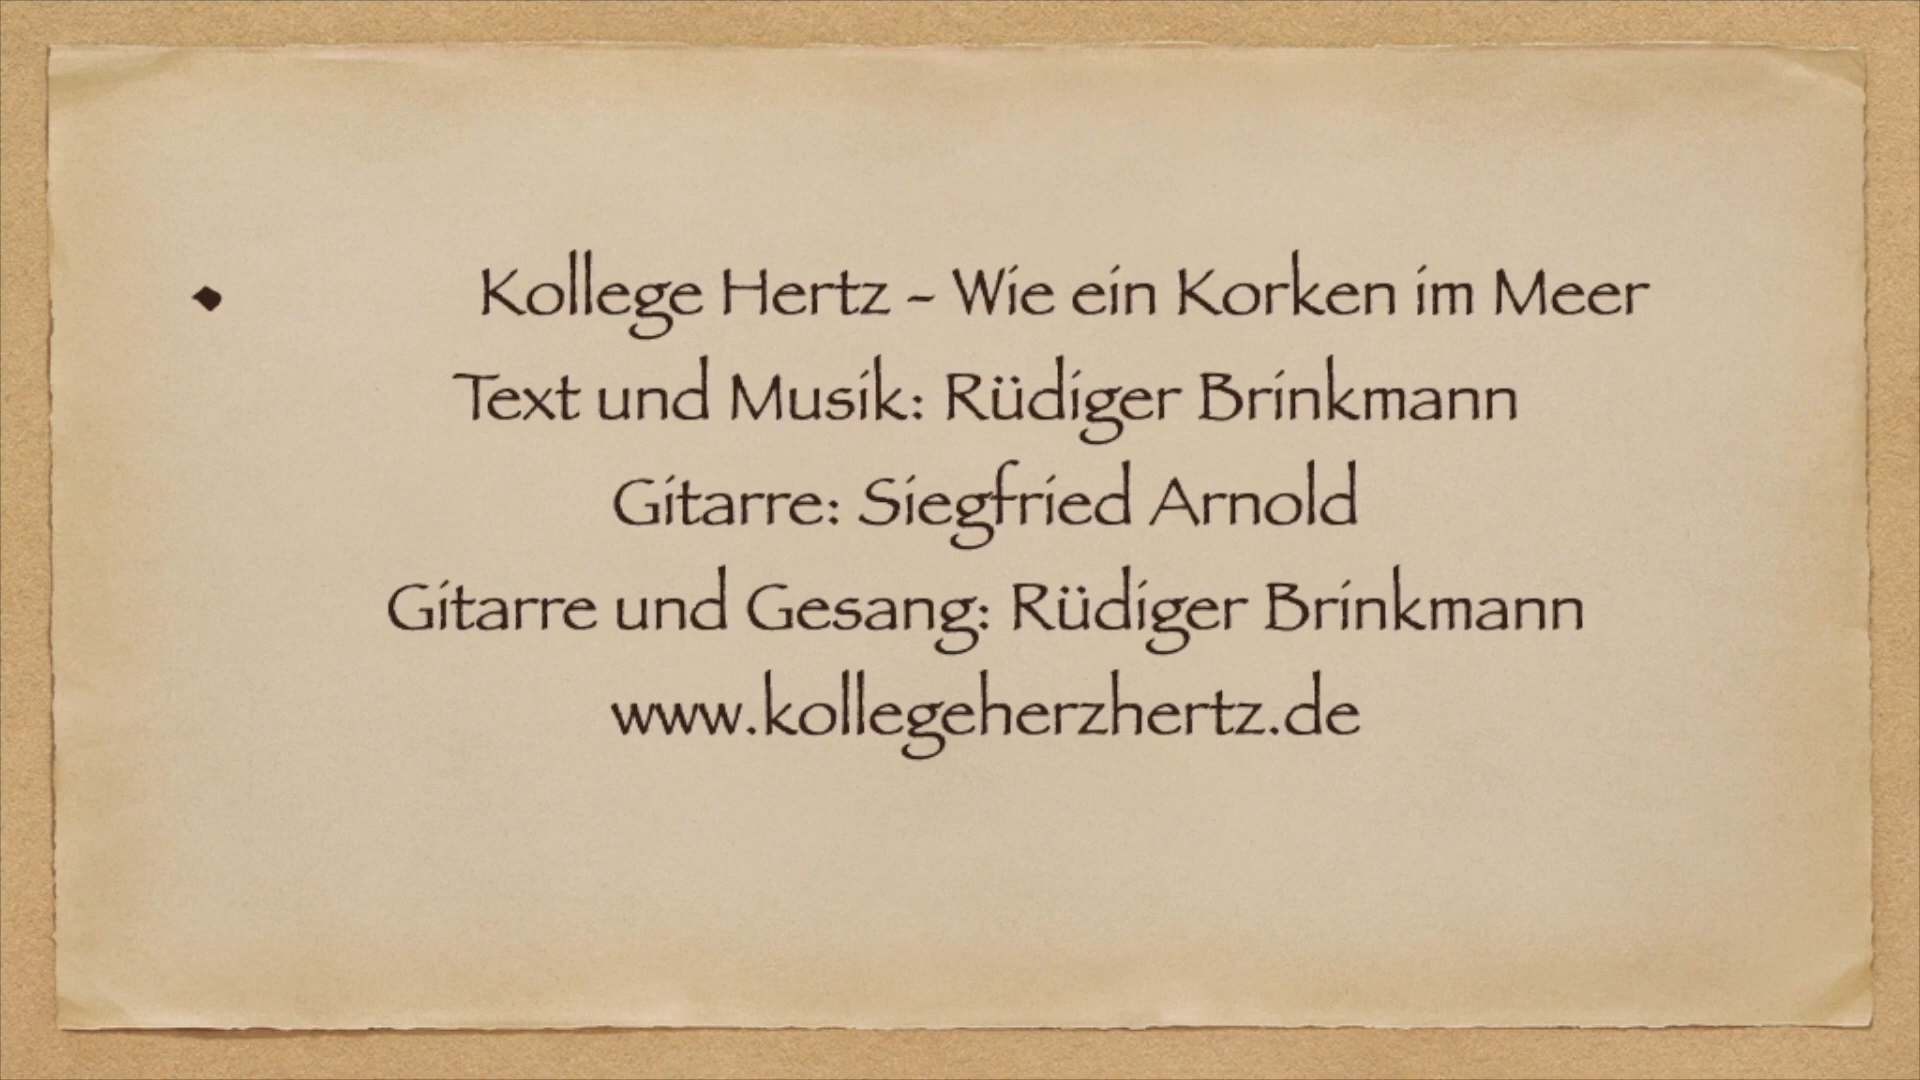 • Kollege Hertz - Wie ein Korken im Meer
Text und Musik: Rüdiger Brinkmann
Gitarre: Siegfried Arnold
Gitarre und Gesang: Rüdiger Brinkmann
www.kollegeherzhertz.de